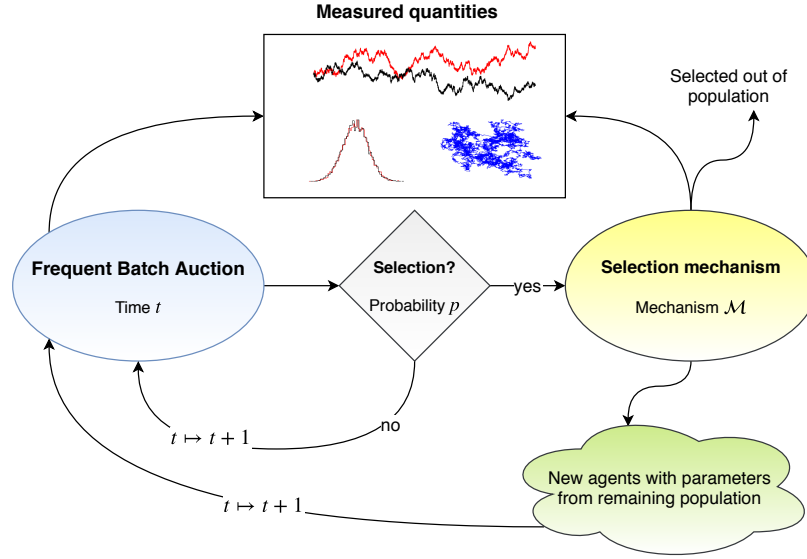 Measured quantities
Selected out of
population
Frequent Batch Auction
Time t
Selection?
Probability p
yes
Selection mechanism
Mechanism ℳ
no
t ↦ t + 1
New agents with parameters
from remaining population
t ↦ t + 1